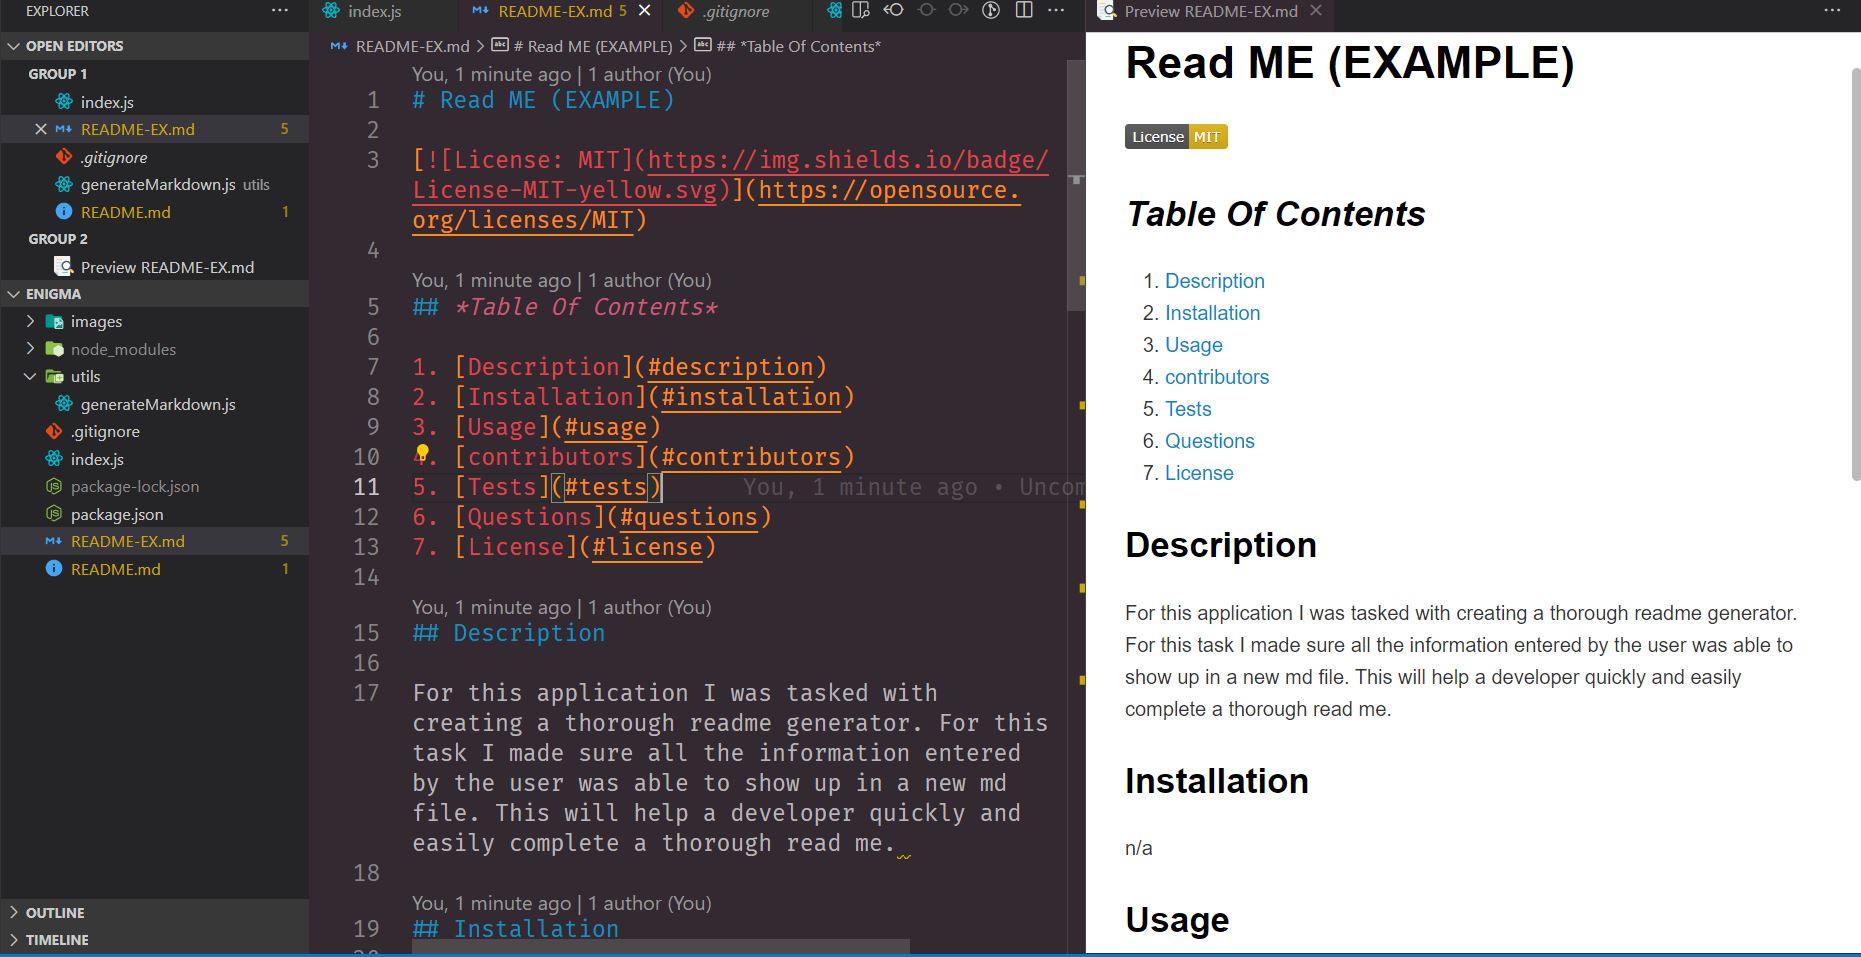 EXPLORER
···
OPEN EDITORS
GROUP 1
index.js
README-EX.md 5
.gitignore
generateMarkdown.js utils
README.md 1
GROUP 2
Preview README-EX.md
ENIGMA
images
node_modules
utils
generateMarkdown.js
.gitignore
index.js
package-lock.json
package.json
README-EX.md 5
README.md 1
OUTLINE
TIMELINE
index.js
README-EX.md 5
.gitignore
···
README-EX.md > # Read ME (EXAMPLE) > ## *Table Of Contents*
You, 1 minute ago | 1 author (You)
1 # Read ME (EXAMPLE)
2
3 [![License: MIT](https://img.shields.io/badge/
License-MIT-yellow.svg)](https://opensource.
org/licenses/MIT)
4
You, 1 minute ago | 1 author (You)
5 ## *Table Of Contents*
6
7 1. [Description](#description)
8 2. [Installation](#installation)
9 3. [Usage](#usage)
10 4. [contributors](#contributors)
11 5. [Tests](#tests) You, 1 minute ago • Uncom
12 6. [Questions](#questions)
13 7. [License](#license)
14
You, 1 minute ago | 1 author (You)
15 ## Description
16
17 For this application I was tasked with
creating a thorough readme generator. For this
task I made sure all the information entered
by the user was able to show up in a new md
file. This will help a developer quickly and
easily complete a thorough read me.
18
You, 1 minute ago | 1 author (You)
19 ## Installation
Preview README-EX.md
···
Read ME (EXAMPLE)
License MIT
Table Of Contents
1. Description
2. Installation
3. Usage
4. contributors
5. Tests
6. Questions
7. License
Description
For this application I was tasked with creating a thorough readme generator.
For this task I made sure all the information entered by the user was able to
show up in a new md file. This will help a developer quickly and easily
complete a thorough read me.
Installation
n/a
Usage